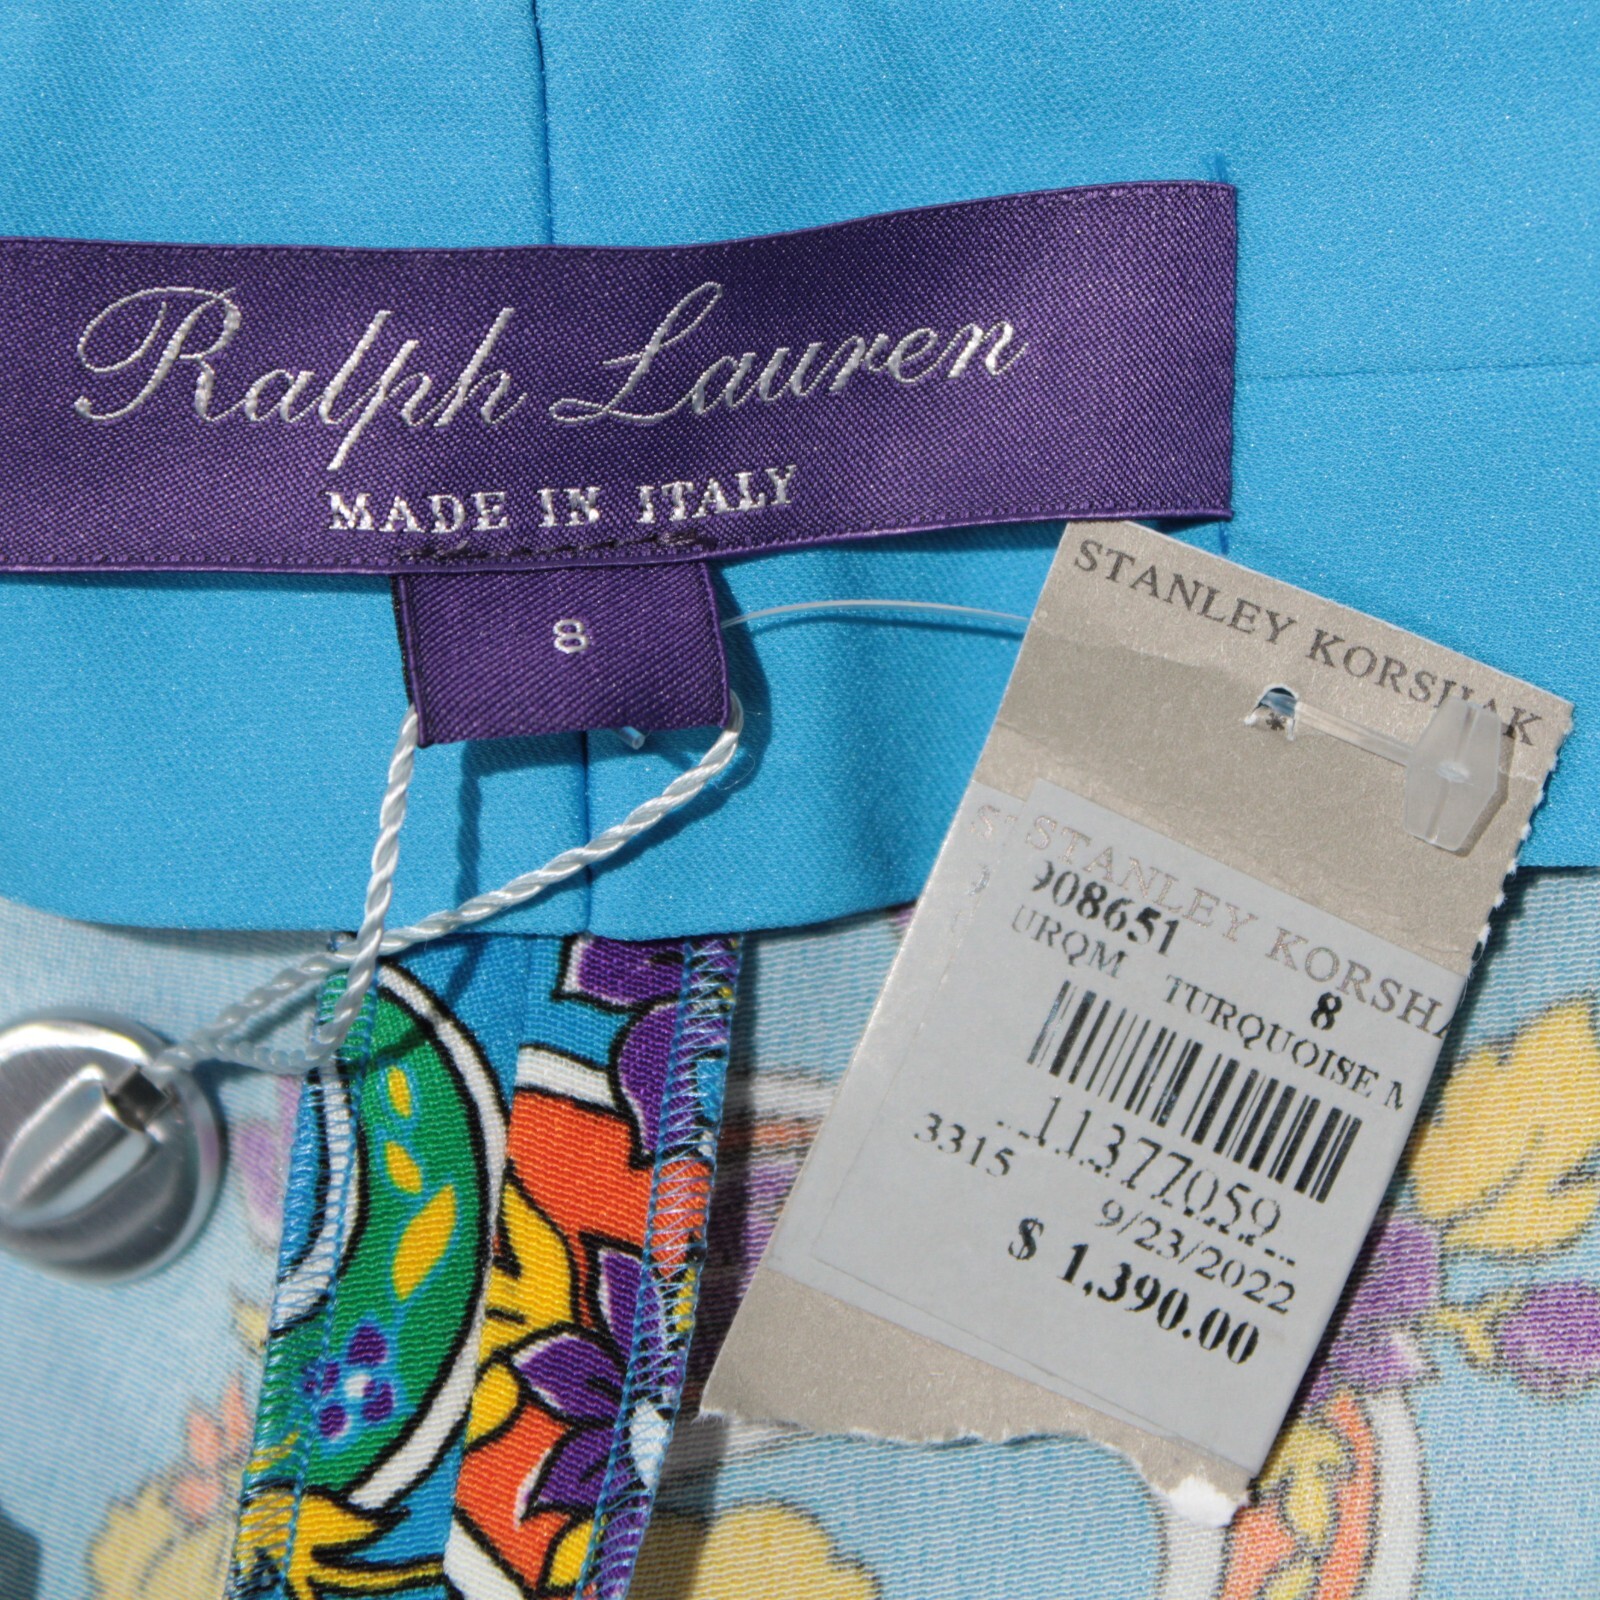 Ralph Lauren
MADE IN ITALY
8
STANLEY KORSHAK
STANLEY KORSHA
908651
8
URQM TURQUOISE M
11377059
3315
9/23/2022
$ 1,390.00